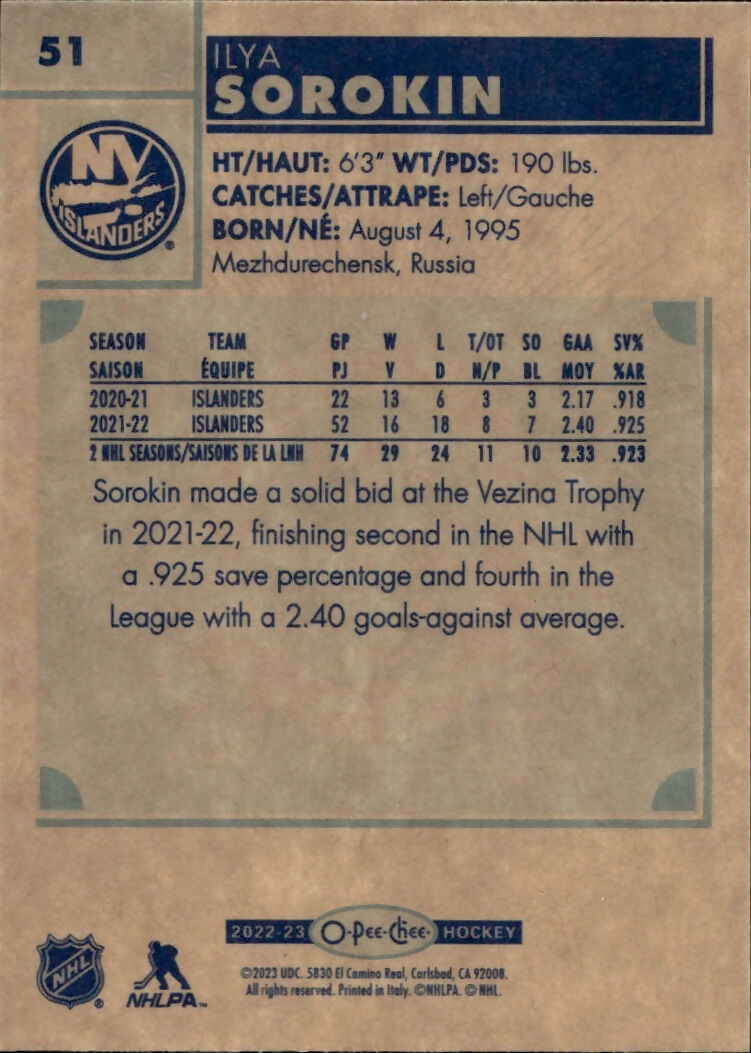 51
ILYA
SOROKIN
NY
ISLANDERS
®
HT/HAUT: 6'3" WT/PDS: 190 lbs.
CATCHES/ATTRAPE: Left/Gauche
BORN/NÉ: August 4, 1995
Mezhdurechensk, Russia
SEASON TEAM GP W L T/OT SO GAA SV%
SAISON ÉQUIPE PJ V D N/P BL MOY %AR
2020-21 ISLANDERS 22 13 6 3 3 2.17 .918
2021-22 ISLANDERS 52 16 18 8 7 2.40 .925
2 NHL SEASONS/SAISONS DE LA LNH 74 29 24 11 10 2.33 .923
Sorokin made a solid bid at the Vezina Trophy
in 2021-22, finishing second in the NHL with
a .925 save percentage and fourth in the
League with a 2.40 goals-against average.
2022-23 O-Pee-Chee HOCKEY
NHL ®
NHLPA™
©2023 UDC. 5830 El Camino Real, Carlsbad, CA 92008.
All rights reserved. Printed in Italy. ©NHLPA. © NHL.